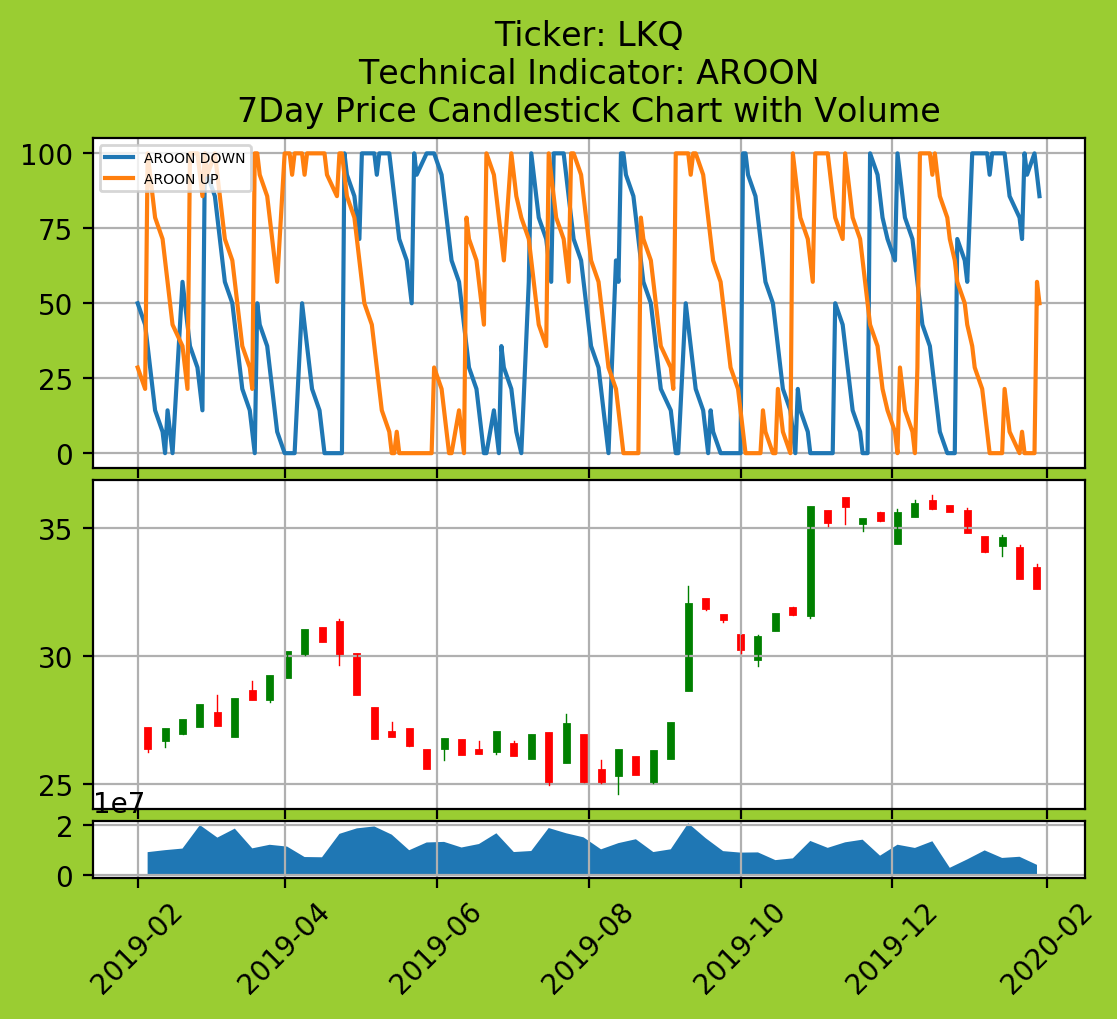 Ticker: LKQ
Technical Indicator: AROON
7Day Price Candlestick Chart with Volume
100
75
50
25
0
AROON DOWN
AROON UP
35
30
25
1e7
2
0
2019-02
2019-04
2019-06
2019-08
2019-10
2019-12
2020-02